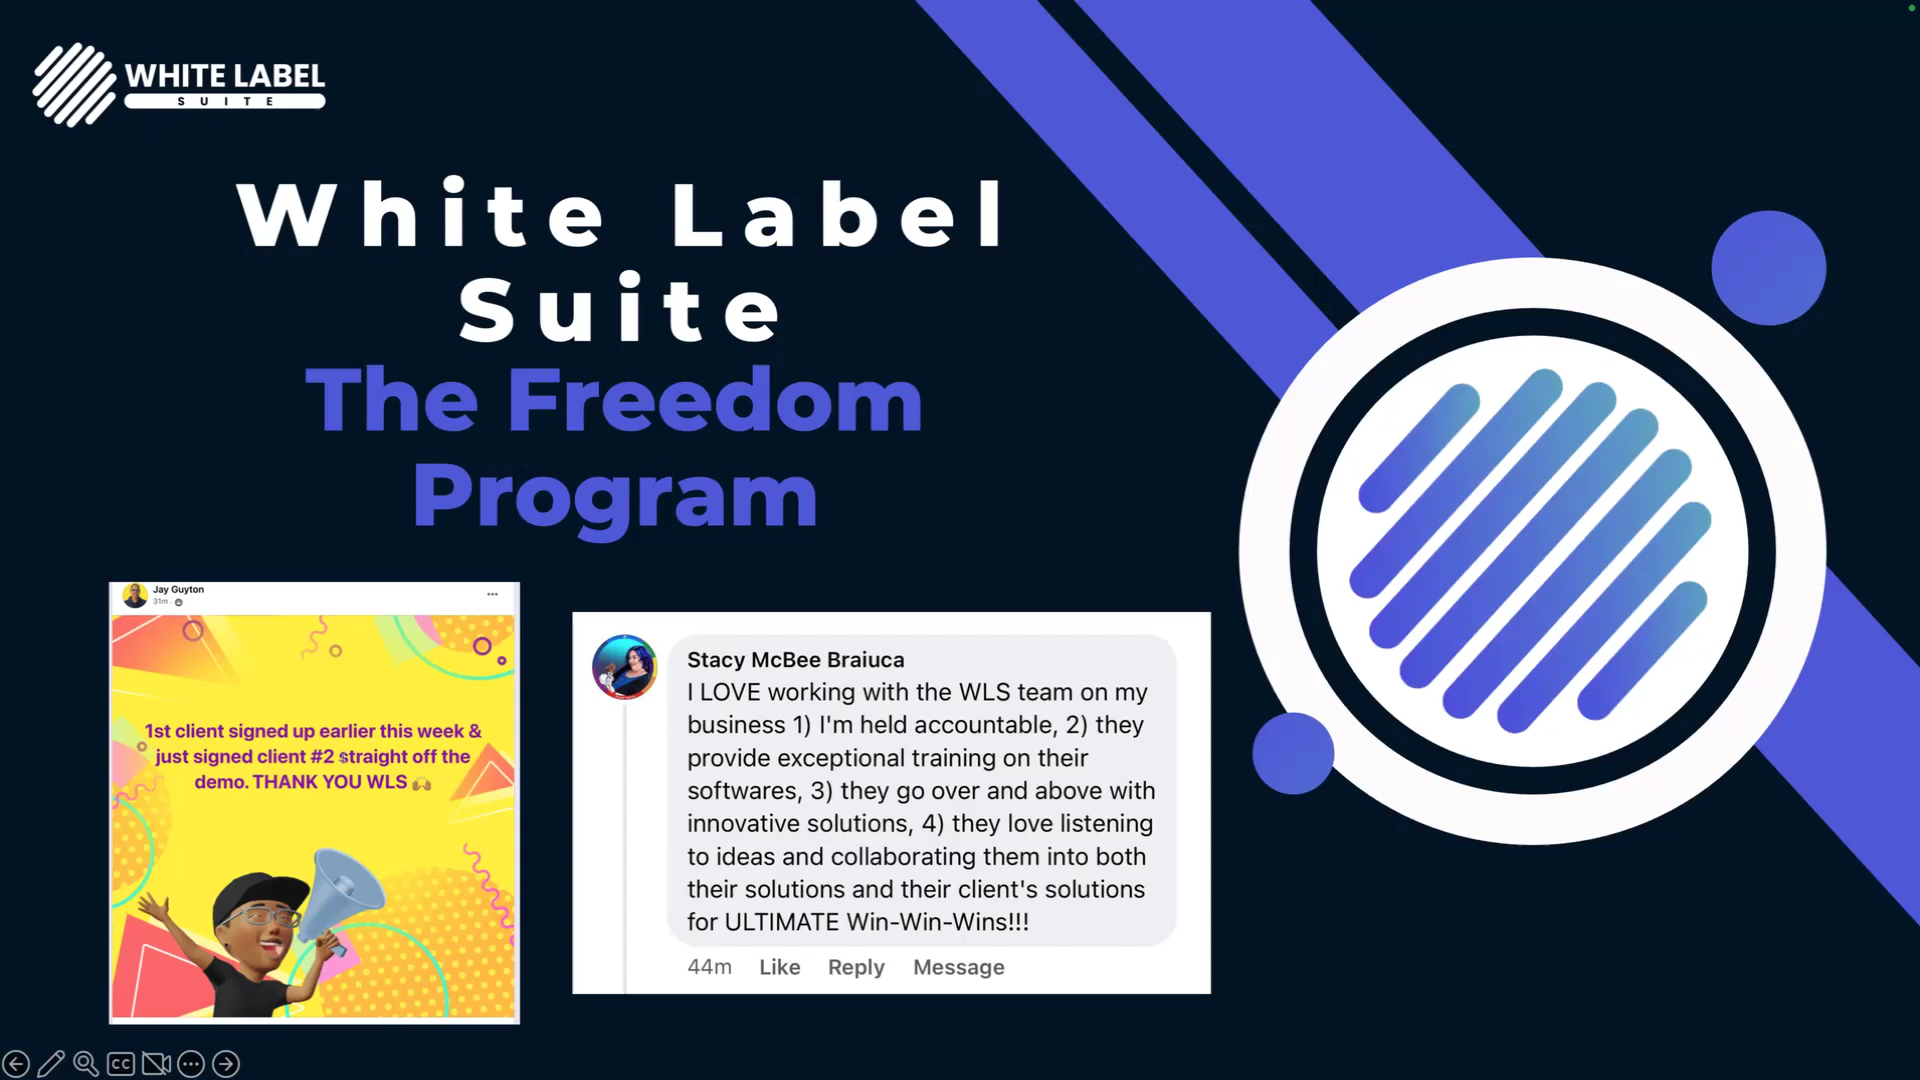 WHITE LABEL
SUITE
White Label
Suite
The Freedom
Program
Jay Guyton
31m
1st client signed up earlier this week &
just signed client #2 straight off the
demo. THANK YOU WLS 🙌🏽
Stacy McBee Braiuca
I LOVE working with the WLS team on my
business 1) I'm held accountable, 2) they
provide exceptional training on their
softwares, 3) they go over and above with
innovative solutions, 4) they love listening
to ideas and collaborating them into both
their solutions and their client's solutions
for ULTIMATE Win-Win-Wins!!!
44m Like Reply Message
CC